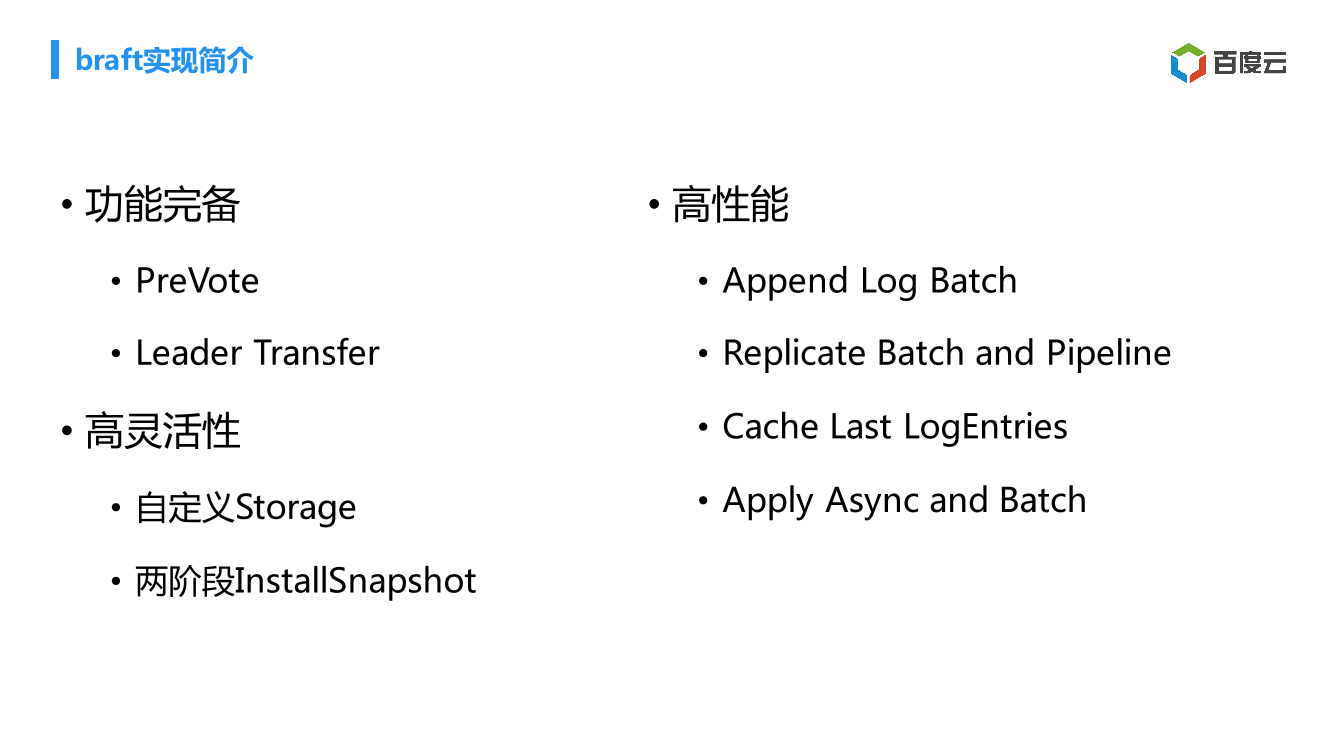 braft实现简介
百度云
• 功能完备
• PreVote
• Leader Transfer
• 高灵活性
• 自定义Storage
• 两阶段InstallSnapshot
• 高性能
• Append Log Batch
• Replicate Batch and Pipeline
• Cache Last LogEntries
• Apply Async and Batch